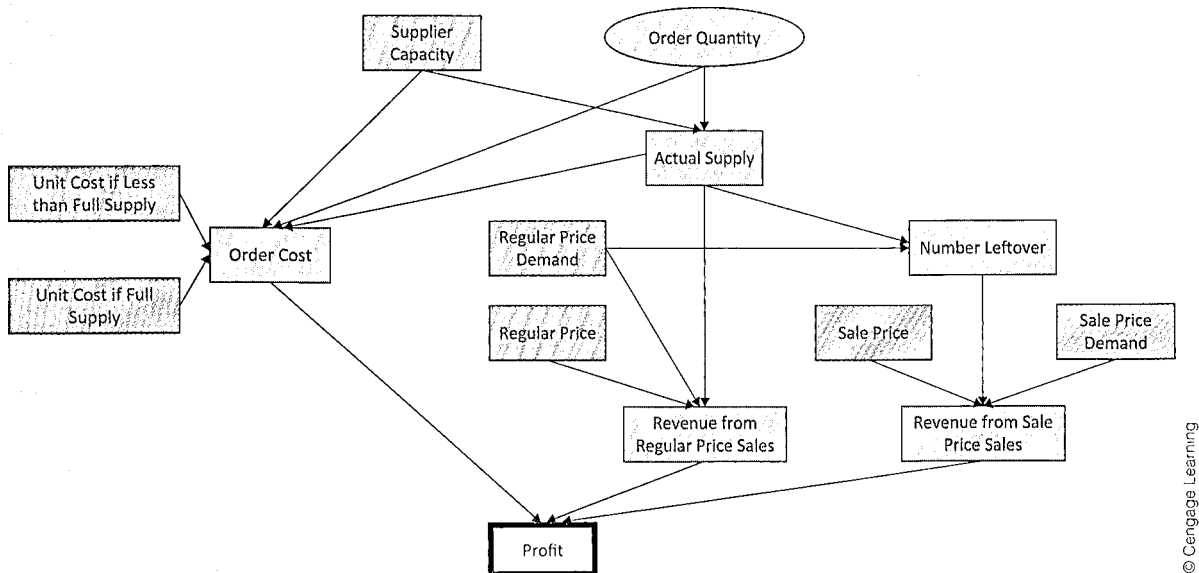 Supplier
Capacity
Order Quantity
Actual Supply
Unit Cost if Less
than Full Supply
Regular Price
Demand
Number Leftover
Order Cost
Unit Cost if Full
Supply
Regular Price
Sale Price
Sale Price
Demand
Revenue from
Regular Price Sales
Revenue from Sale
Price Sales
Profit
© Cengage Learning